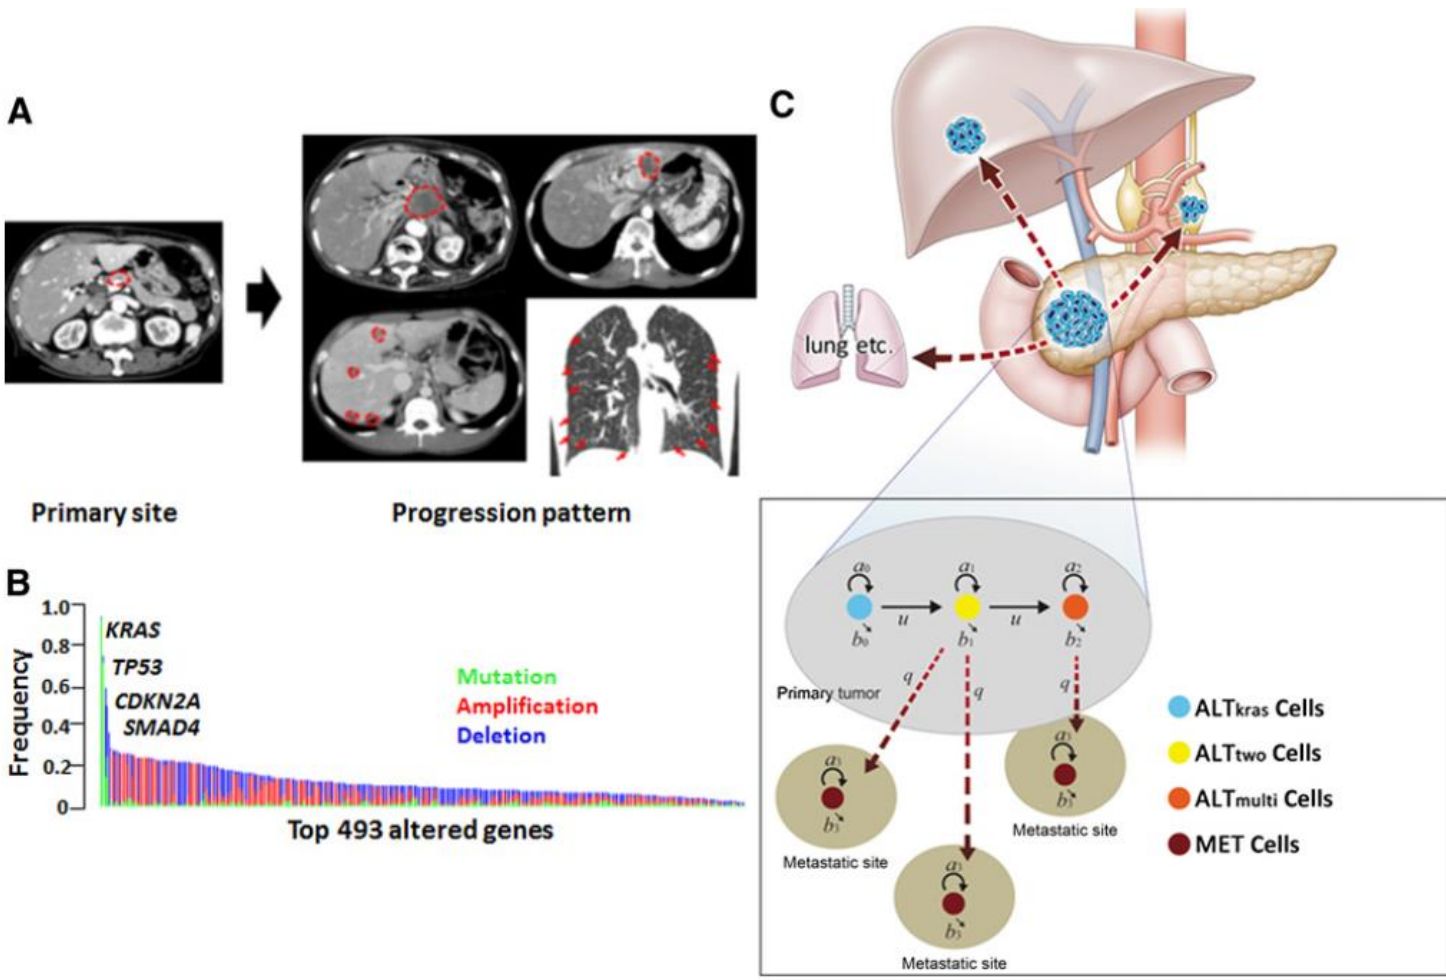 A
Primary site
Progression pattern
B
Frequency
1.0
0.8
0.6
0.4
0.2
0
KRAS
TP53
CDKN2A
SMAD4
Mutation
Amplification
Deletion
Top 493 altered genes
C
lung etc.
a0
a1
a2
u
u
b0
b1
b2
q
q
q
Primary tumor
a3
b3
Metastatic site
a3
b3
Metastatic site
a3
b3
Metastatic site
ALTkras Cells
ALTtwo Cells
ALTmulti Cells
MET Cells